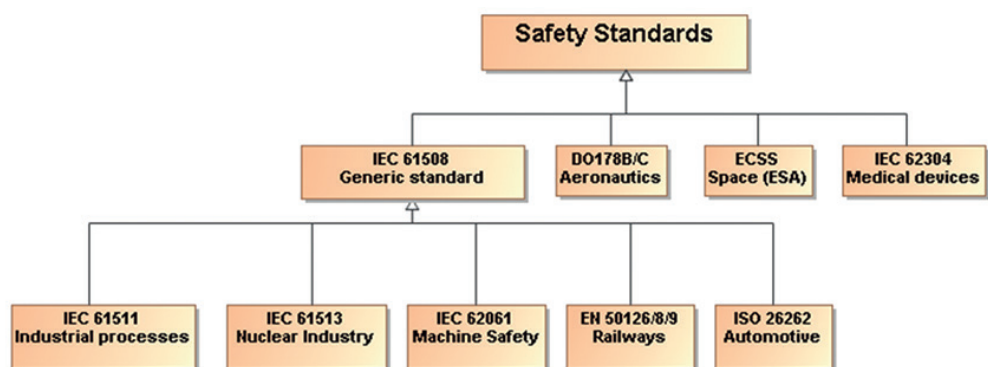 Safety Standards
IEC 61508
Generic standard
DO178B/C
Aeronautics
ECSS
Space (ESA)
IEC 62304
Medical devices
IEC 61511
Industrial processes
IEC 61513
Nuclear Industry
IEC 62061
Machine Safety
EN 50126/8/9
Railways
ISO 26262
Automotive